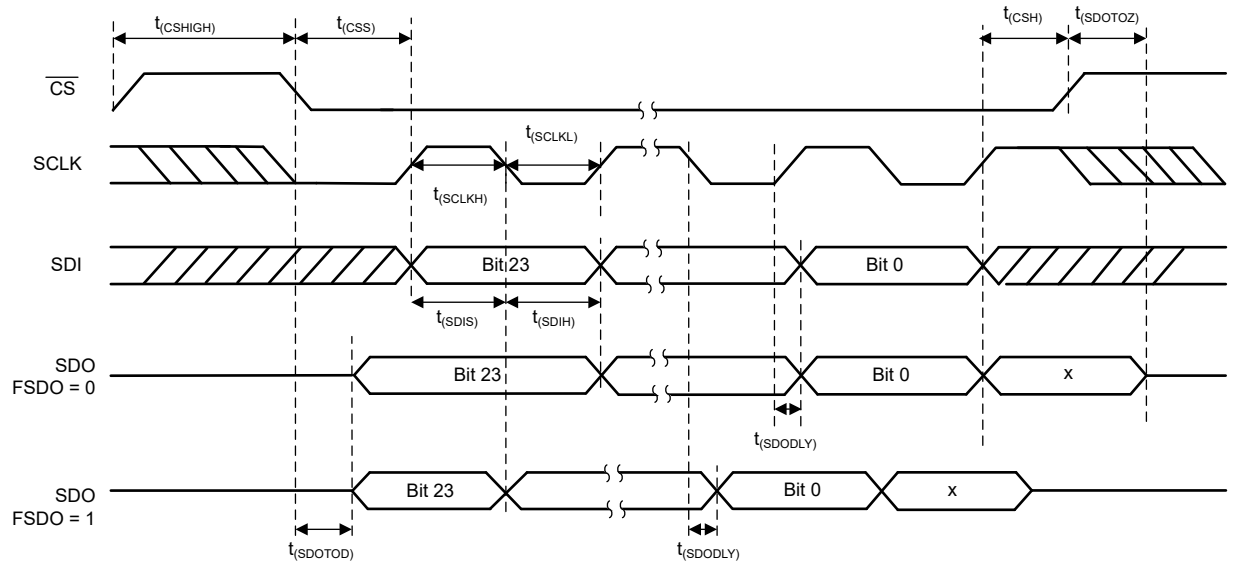 t(CSHIGH) t(CSS) t(CSH) t(SDOTOZ)
CS
t(SCLKL)
SCLK
t(SCLKH)
SDI Bit 23 Bit 0
t(SDIS) t(SDIH)
SDO
FSDO = 0
Bit 23 Bit 0 x
t(SDODLY)
SDO
FSDO = 1
Bit 23 Bit 0 x
t(SDOTOD) t(SDODLY)